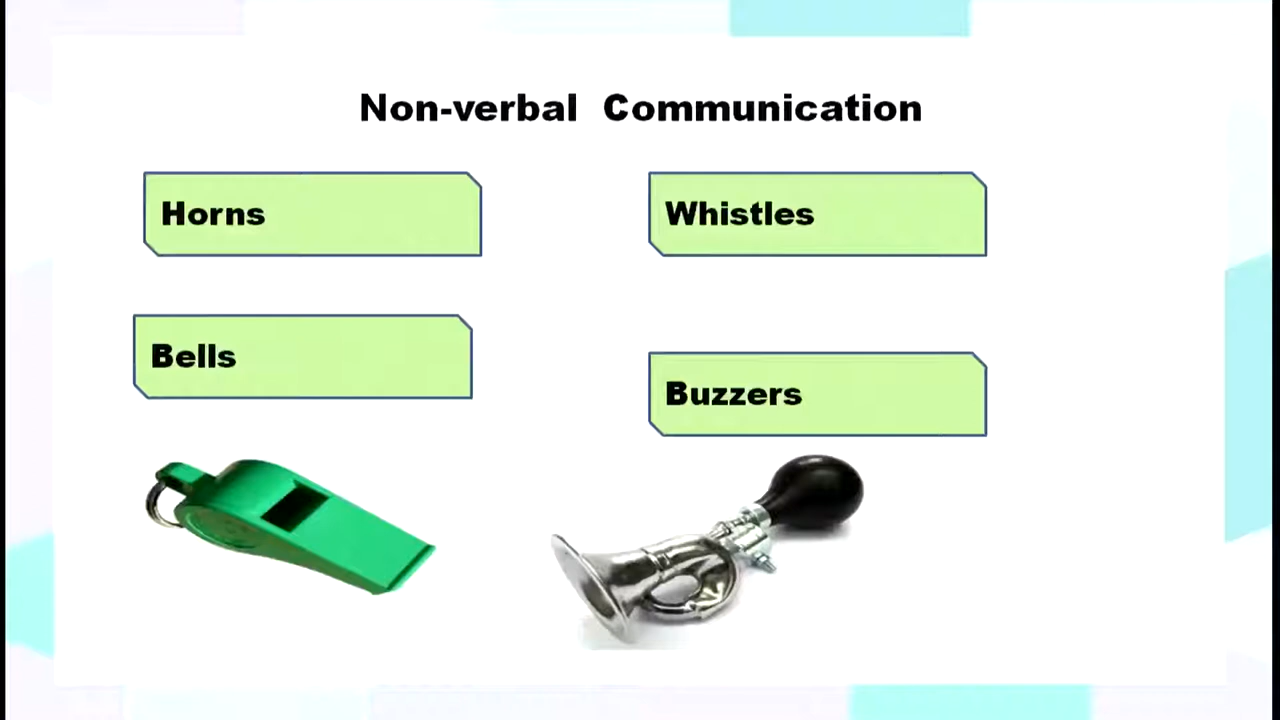 Non-verbal Communication
Horns
Whistles
Bells
Buzzers